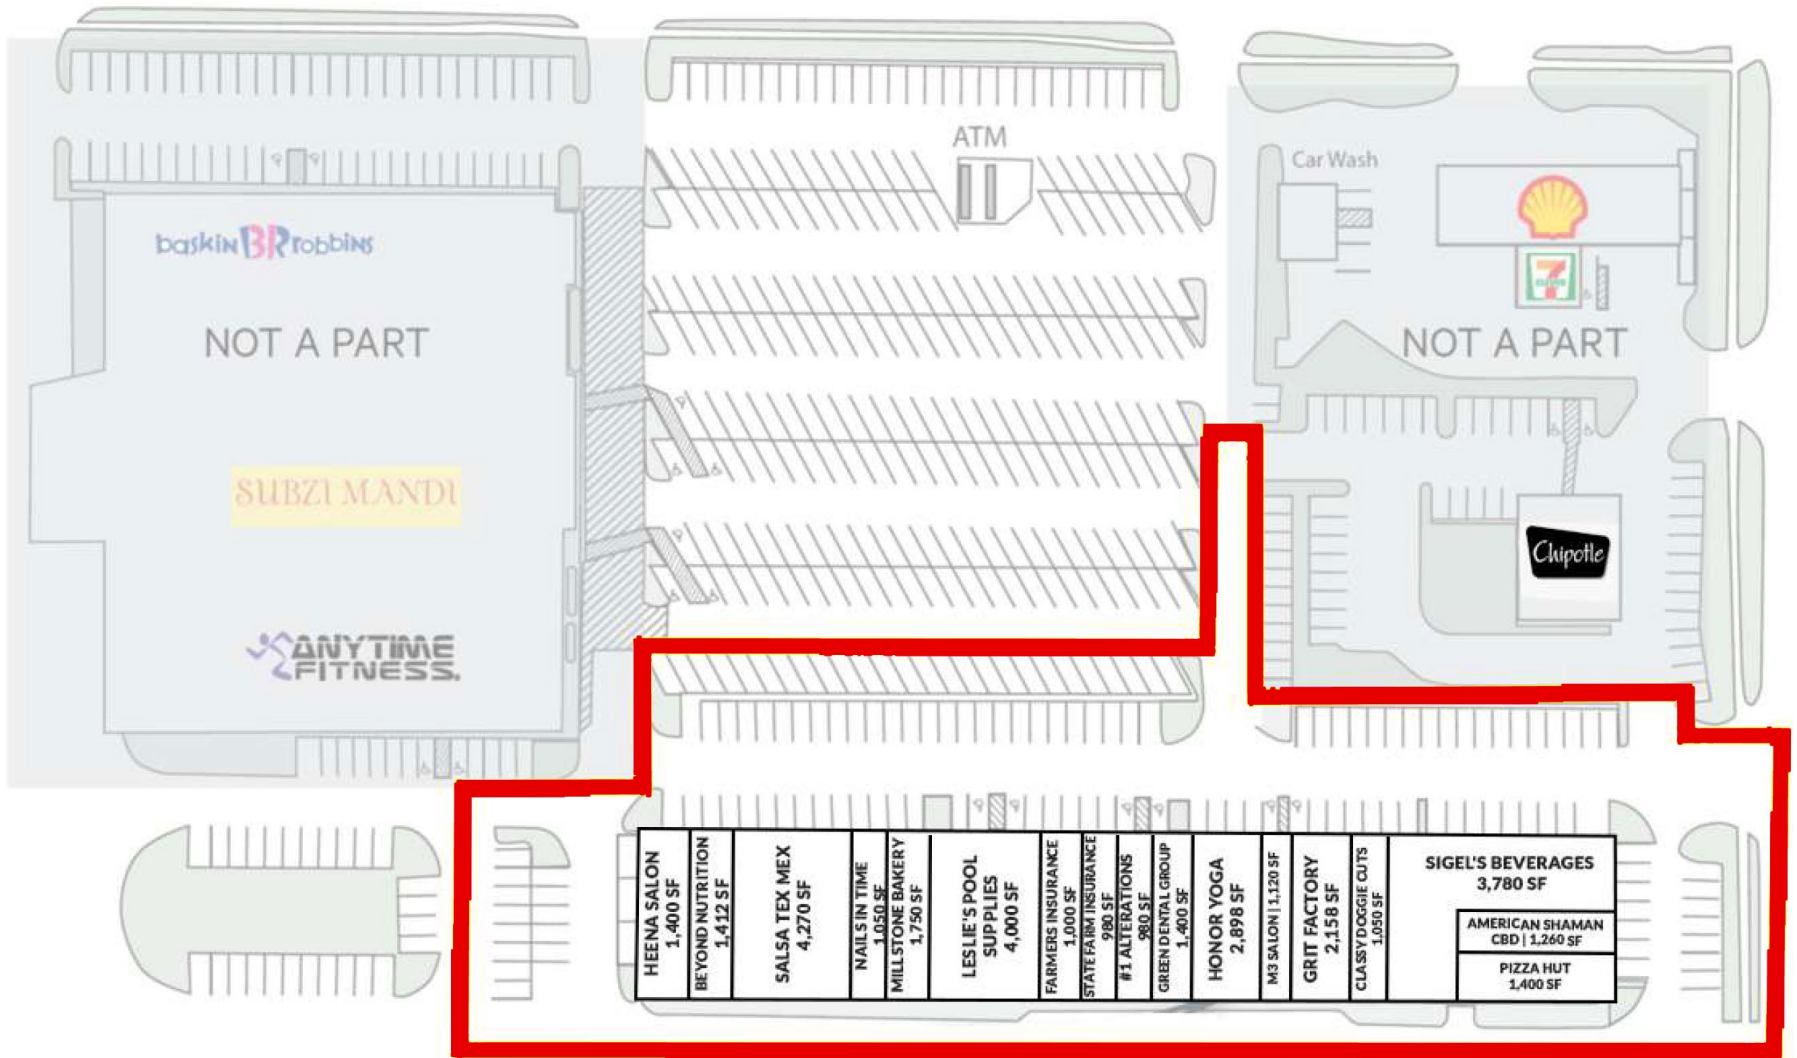 ATM
Car Wash
baskin BR robbins
7
ELEVEN
NOT A PART
NOT A PART
SUBZI MANDI
Chipotle
ANYTIME
FITNESS.
HEENA SALON
1,400 SF
BEYOND NUTRITION
1,412 SF
SALSA TEX MEX
4,270 SF
NAILS IN TIME
1,050 SF
MILLSTONE BAKERY
1,750 SF
LESLIE'S POOL
SUPPLIES
4,000 SF
FARMERS INSURANCE
1,000 SF
STATE FARM INSURANCE
980 SF
#1 ALTERATIONS
980 SF
GREEN DENTAL GROUP
1,400 SF
HONOR YOGA
2,898 SF
M3 SALON | 1,120 SF
GRIT FACTORY
2,158 SF
CLASSY DOGGIE CUTS
1,050 SF
SIGEL'S BEVERAGES
3,780 SF
AMERICAN SHAMAN
CBD | 1,260 SF
PIZZA HUT
1,400 SF